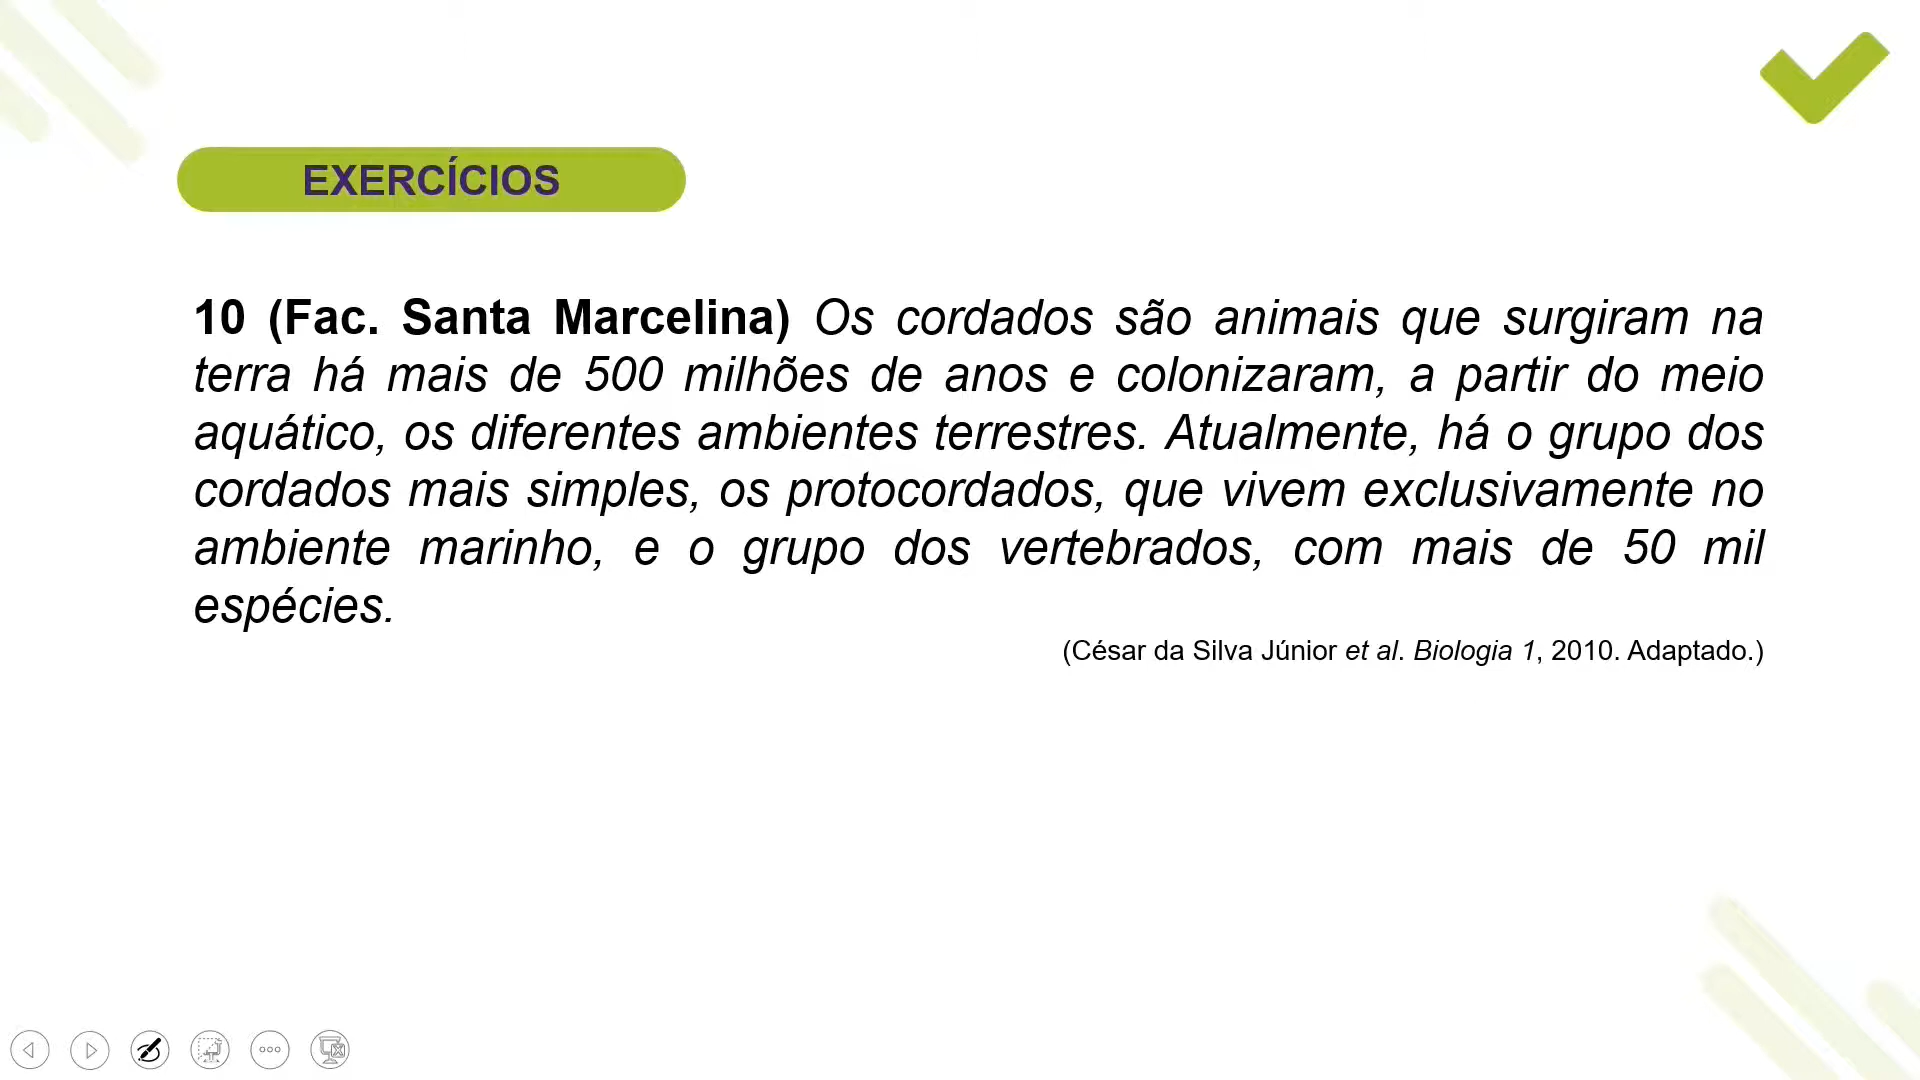 EXERCÍCIOS
10 (Fac. Santa Marcelina) Os cordados são animais que surgiram na
terra há mais de 500 milhões de anos e colonizaram, a partir do meio
aquático, os diferentes ambientes terrestres. Atualmente, há o grupo dos
cordados mais simples, os protocordados, que vivem exclusivamente no
ambiente marinho, e o grupo dos vertebrados, com mais de 50 mil
espécies.
(César da Silva Júnior et al. Biologia 1, 2010. Adaptado.)